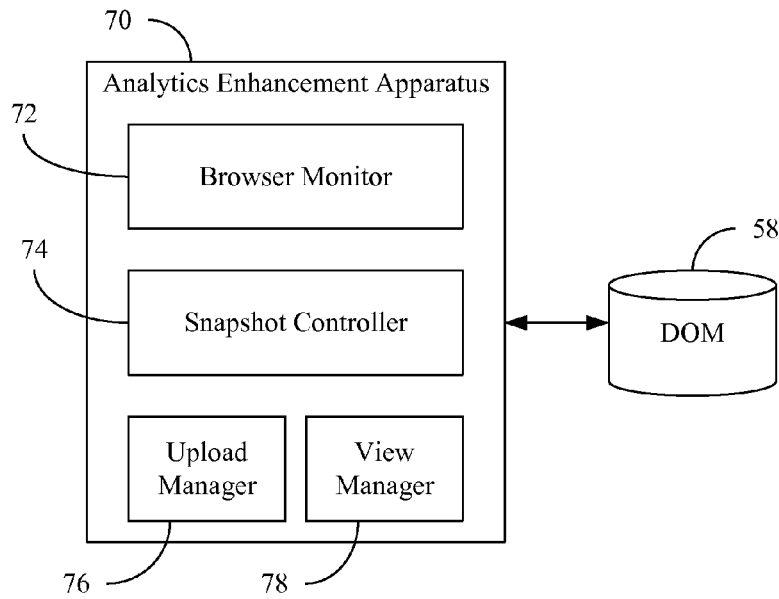 70
Analytics Enhancement Apparatus
72
Browser Monitor
74
Snapshot Controller
58
DOM
Upload
Manager
View
Manager
76
78